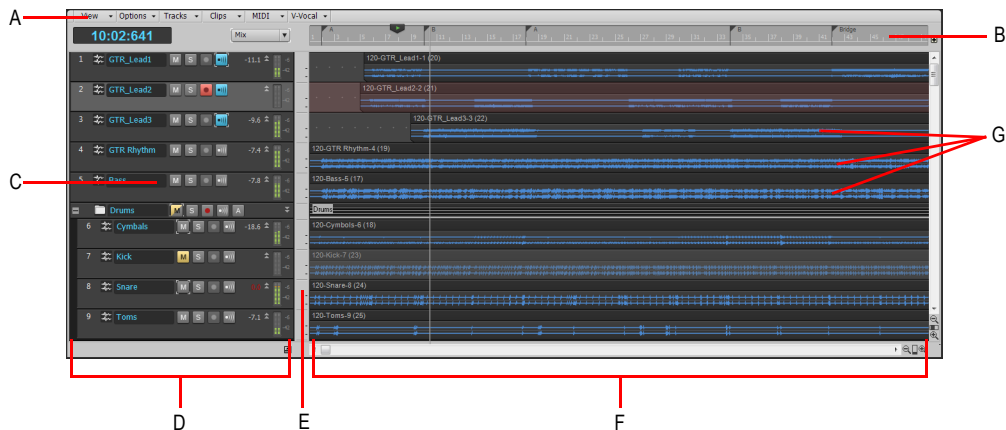 A
View Options Tracks Clips MIDI V-Vocal
10:02:641 Mix
A B A B Bridge
B
1 GTR_Lead1 M S -11.1
120-GTR_Lead1-1 (20)
2 GTR_Lead2 M S
120-GTR_Lead2-2 (21)
3 GTR_Lead3 M S -9.6
120-GTR_Lead3-3 (22)
G
4 GTR Rhythm M S -7.4
120-GTR Rhythm-4 (19)
C
5 Bass M S -7.8
120-Bass-5 (17)
Drums M S A
Drums
6 Cymbals M S -18.6
120-Cymbols-6 (18)
7 Kick M S
120-Kick-7 (23)
8 Snare M S
120-Snare-8 (24)
9 Toms M S -7.1
120-Toms-9 (25)
D E F